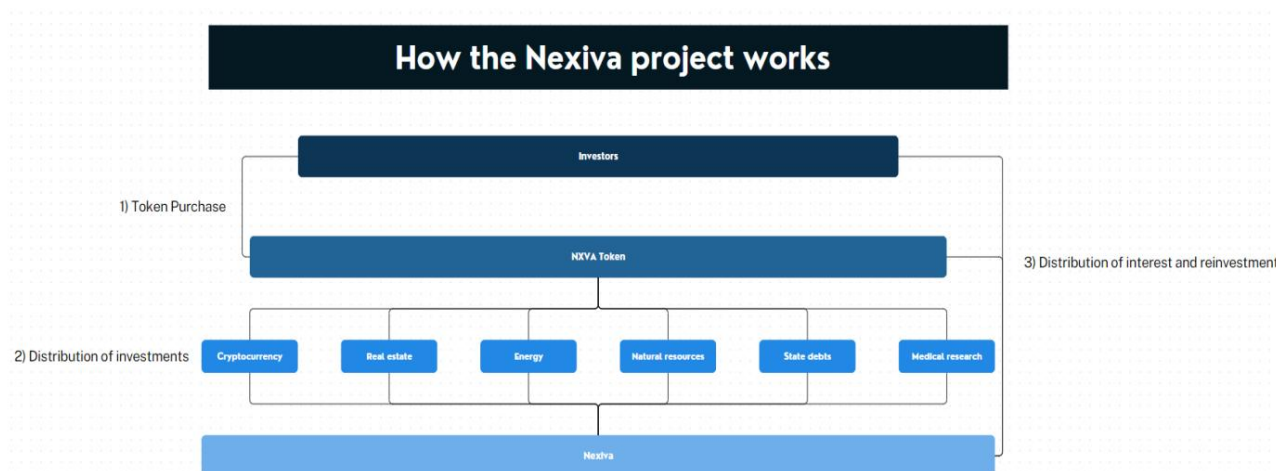 How the Nexiva project works
Investors
1) Token Purchase
NXVA Token
3) Distribution of interest and reinvestment
2) Distribution of investments
Cryptocurrency
Real estate
Energy
Natural resources
State debts
Medical research
Nexiva